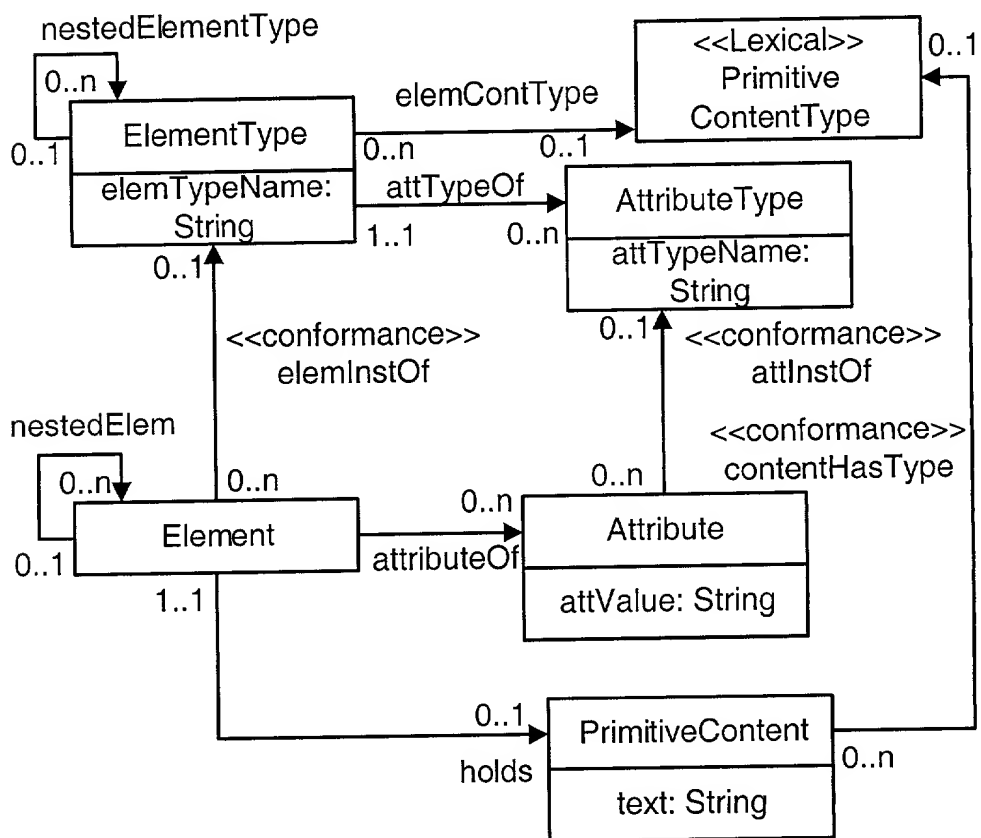 nestedElementType
0..n
0..1
ElementType
elemTypeName:
String
elemContType
0..n
0..1
<<Lexical>>
Primitive
ContentType
0..1
attTypeOf
1..1
0..n
AttributeType
attTypeName:
String
0..1
<<conformance>>
elemInstOf
0..1
<<conformance>>
attInstOf
<<conformance>>
contentHasType
nestedElem
0..n
0..1
0..n
Element
1..1
0..n
attributeOf
0..n
Attribute
attValue: String
0..1
holds
PrimitiveContent
text: String
0..n